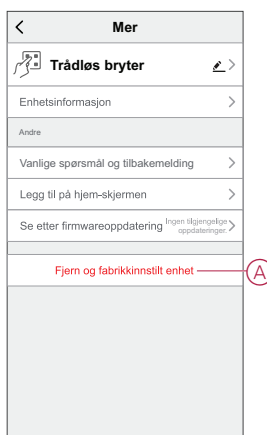 Mer
Trådløs bryter
Enhetsinformasjon
Andre
Vanlige spørsmål og tilbakemelding
Legg til på hjem-skjermen
Se etter firmwareoppdatering
Ingen tilgjengelige
oppdateringer.
Fjern og fabrikkinnstilt enhet
A